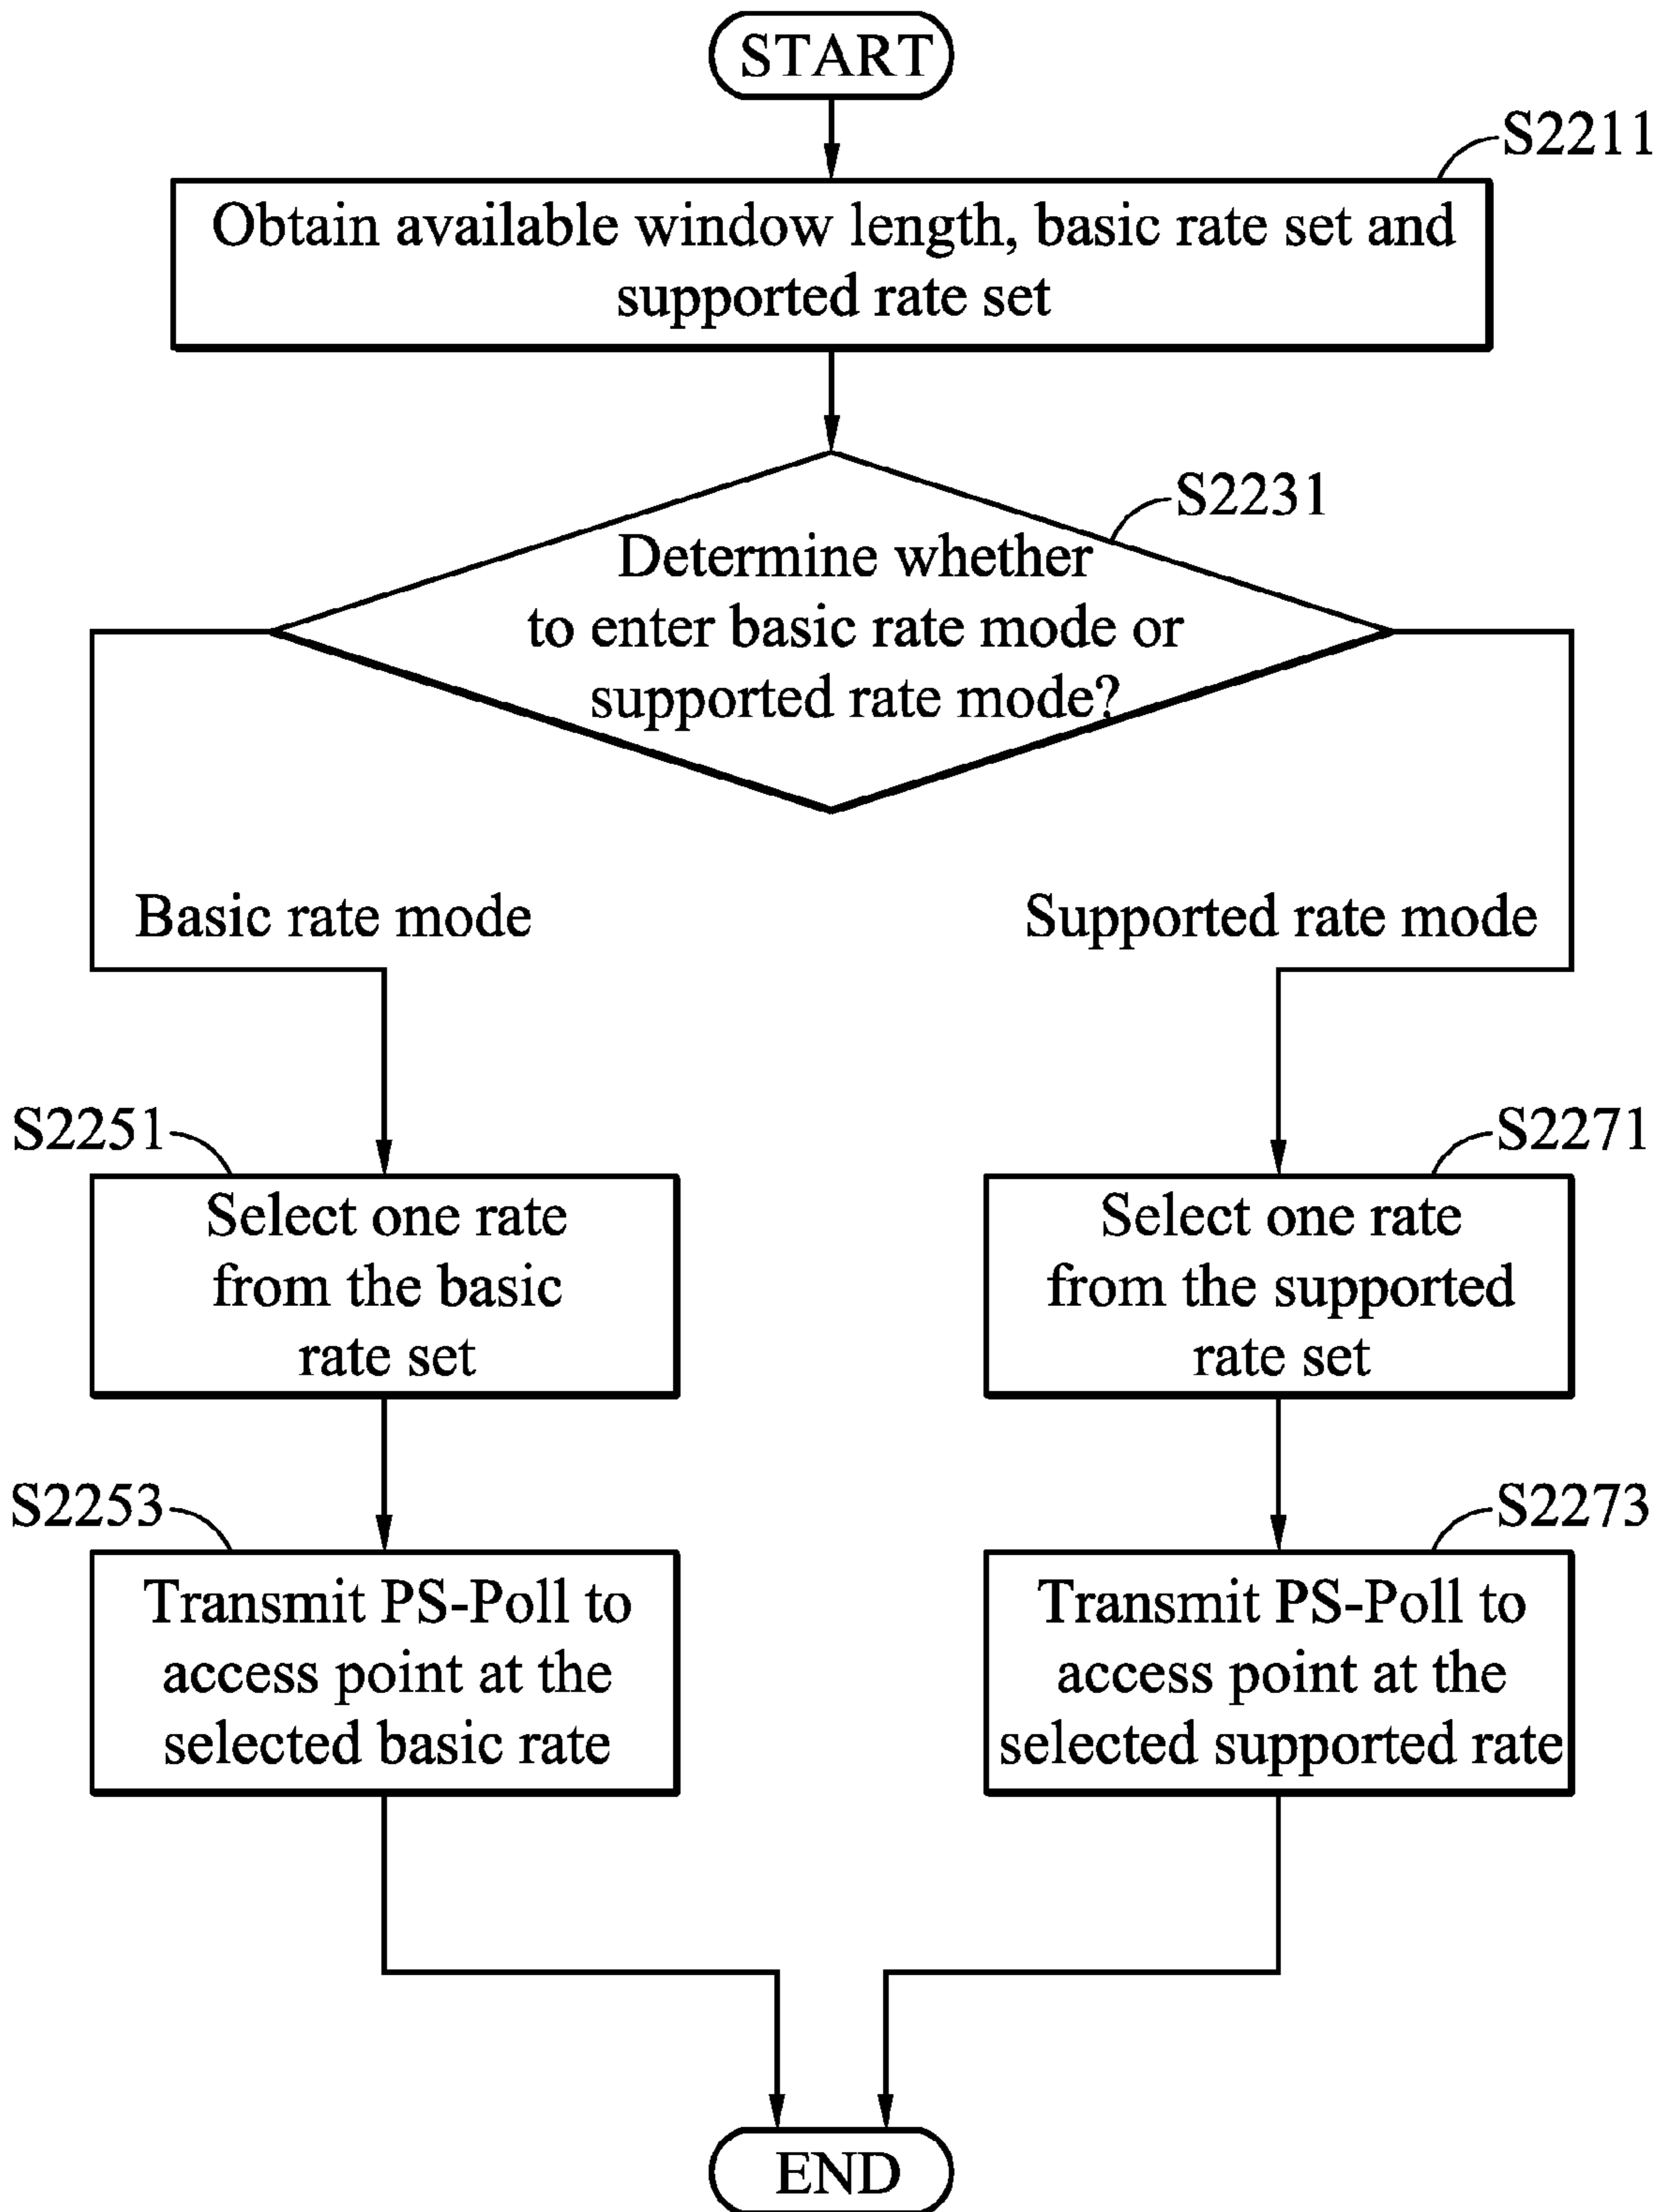 START
S2211
Obtain available window length, basic rate set and
supported rate set
S2231
Determine whether
to enter basic rate mode or
supported rate mode?
Basic rate mode
Supported rate mode
S2251
Select one rate
from the basic
rate set
S2271
Select one rate
from the supported
rate set
S2253
Transmit PS-Poll to
access point at the
selected basic rate
S2273
Transmit PS-Poll to
access point at the
selected supported rate
END